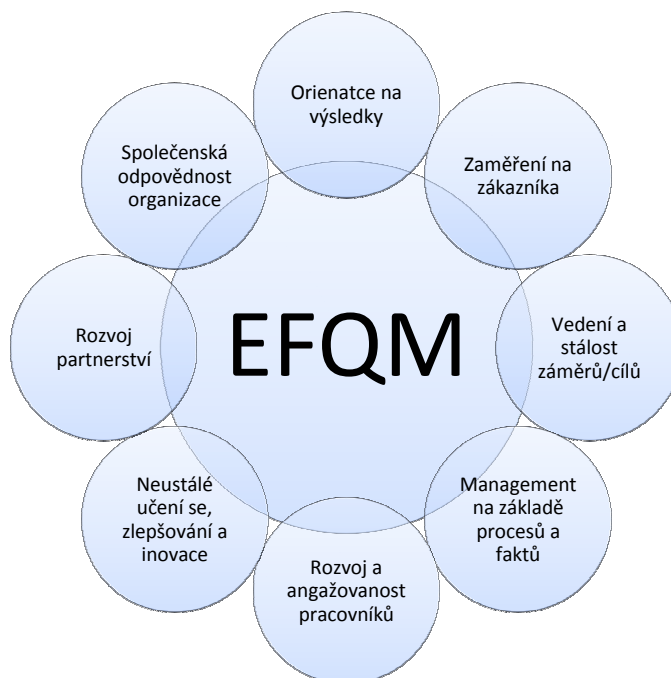 Orienatce na
výsledky
Zaměření na
zákazníka
Vedení a
stálost
záměrů/cílů
Management
na základě
procesů a
faktů
Rozvoj a
angažovanost
pracovníků
Neustálé
učení se,
zlepšování a
inovace
Rozvoj
partnerství
Společenská
odpovědnost
organizace
EFQM